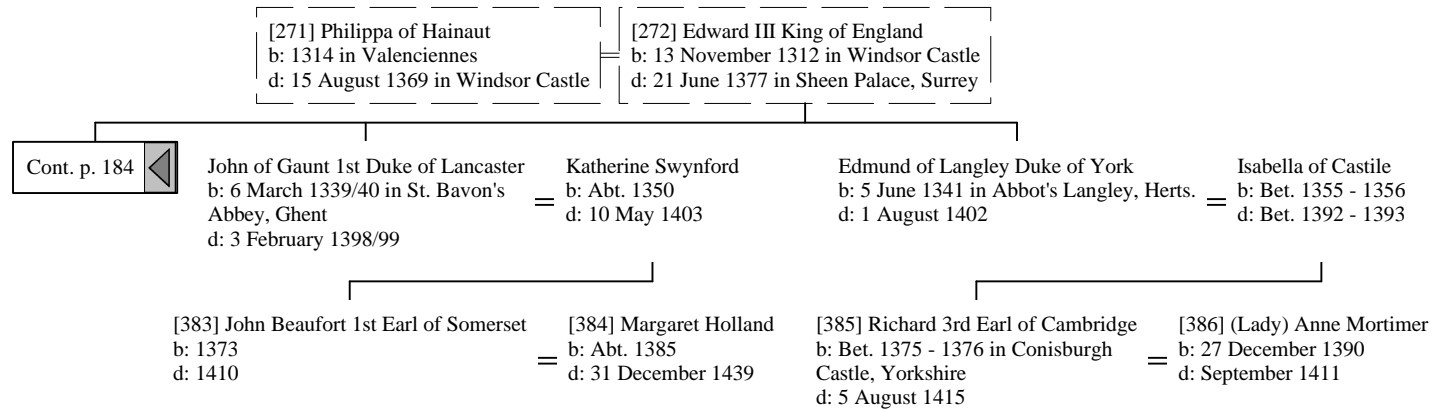 [271] Philippa of Hainaut
b: 1314 in Valenciennes
d: 15 August 1369 in Windsor Castle
=
[272] Edward III King of England
b: 13 November 1312 in Windsor Castle
d: 21 June 1377 in Sheen Palace, Surrey
Cont. p. 184
John of Gaunt 1st Duke of Lancaster
b: 6 March 1339/40 in St. Bavon's
Abbey, Ghent
d: 3 February 1398/99
=
Katherine Swynford
b: Abt. 1350
d: 10 May 1403
Edmund of Langley Duke of York
b: 5 June 1341 in Abbot's Langley, Herts.
d: 1 August 1402
=
Isabella of Castile
b: Bet. 1355 - 1356
d: Bet. 1392 - 1393
[383] John Beaufort 1st Earl of Somerset
b: 1373
d: 1410
=
[384] Margaret Holland
b: Abt. 1385
d: 31 December 1439
[385] Richard 3rd Earl of Cambridge
b: Bet. 1375 - 1376 in Conisburgh
Castle, Yorkshire
d: 5 August 1415
=
[386] (Lady) Anne Mortimer
b: 27 December 1390
d: September 1411